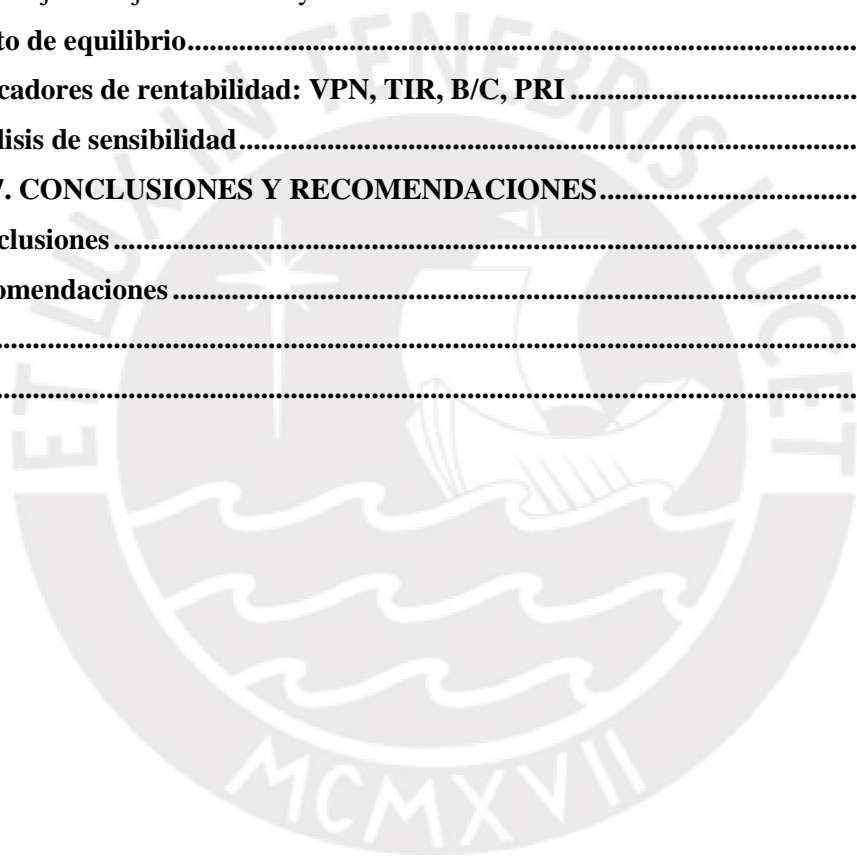 to de equilibrio...............................................................................................................
cadores de rentabilidad: VPN, TIR, B/C, PRI ...............................................
lisis de sensibilidad.....................................................................................................
7. CONCLUSIONES Y RECOMENDACIONES...........................................
clusiones .............................................................................................................................
omendaciones ...................................................................................................................
ET LUX IN TENEBRIS LUCET
MCMXVII